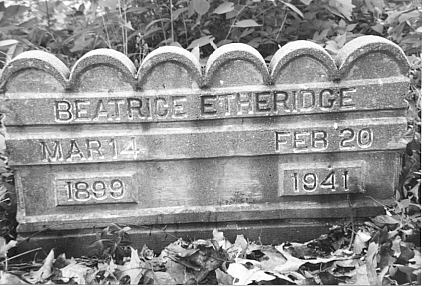 BEATRICE ETHERIDGE
MAR 14 FEB 20
1899 1941